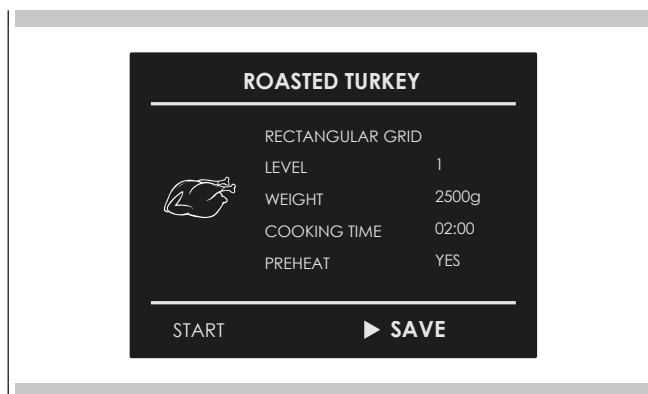 ROASTED TURKEY
RECTANGULAR GRID
LEVEL 1
WEIGHT 2500g
COOKING TIME 02:00
PREHEAT YES
START ▶ SAVE